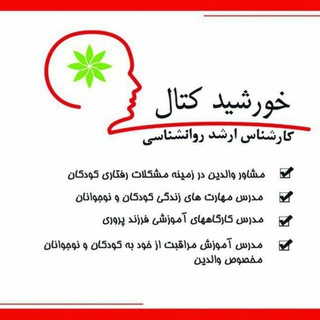 خورشید کتال
کارشناس ارشد روانشناسی
مشاور والدین در زمینه مشکلات رفتاری کودکان
مدرس مهارت های زندگی کودکان و نوجوانان
مدرس کارگاههای آموزشی فرزند پروری
مدرس آموزش مراقبت از خود به کودکان و نوجوانان
مخصوص والدین